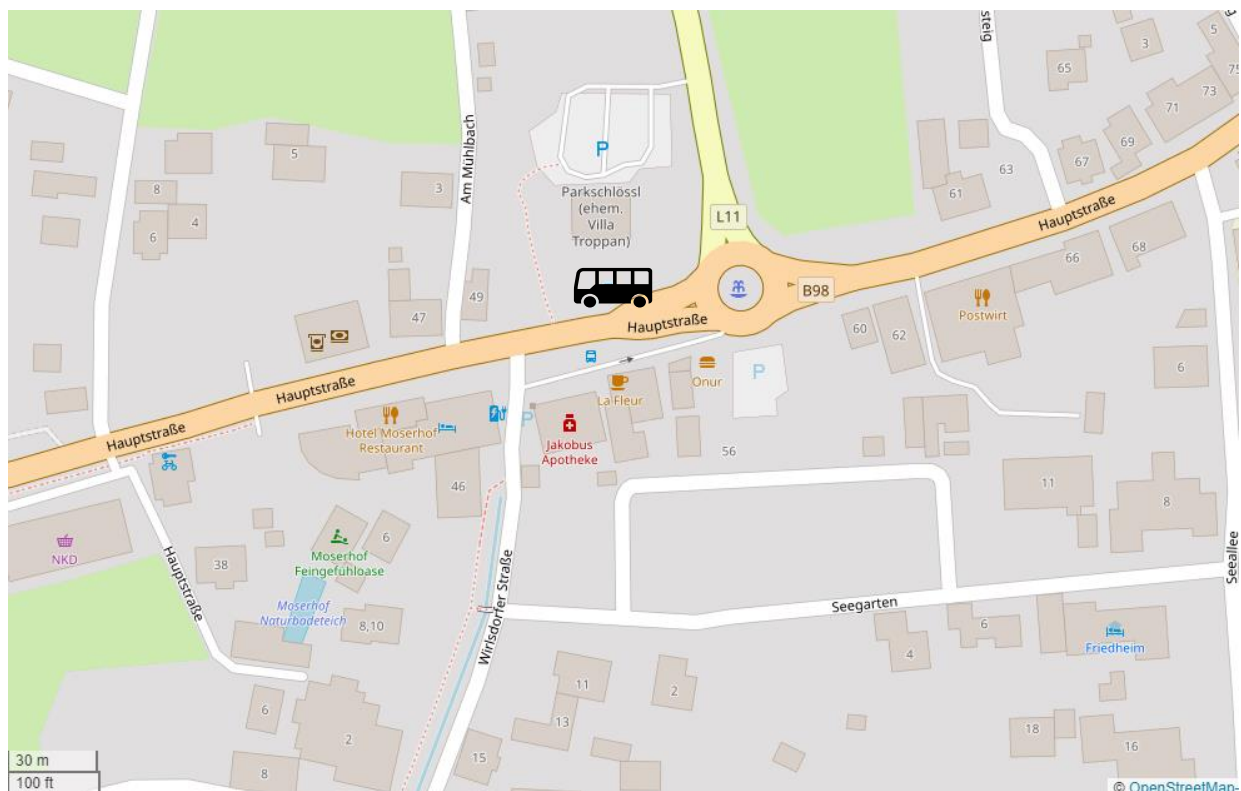 steig
5
3
65
75
73
71
69
67
63
61
Am Mühlbach
5
3
8
4
6
P
Parkschlössl
(ehem.
Villa
Troppan)
L11
Hauptstraße
68
66
B98
Hauptstraße
49
47
60
62
Postwirt
6
Hauptstraße
Onur
P
La Fleur
Hauptstraße
Hotel Moserhof
Restaurant
P
Jakobus
Apotheke
56
46
11
8
NKD
Hauptstraße
38
6
Moserhof
Feingefühloase
Moserhof
Naturbadeteich
8,10
Wirlsdorfer Straße
Seegarten
Seeallee
6
4
Friedheim
11
2
13
6
2
15
8
18
16
30 m
100 ft
© OpenStreetMap-